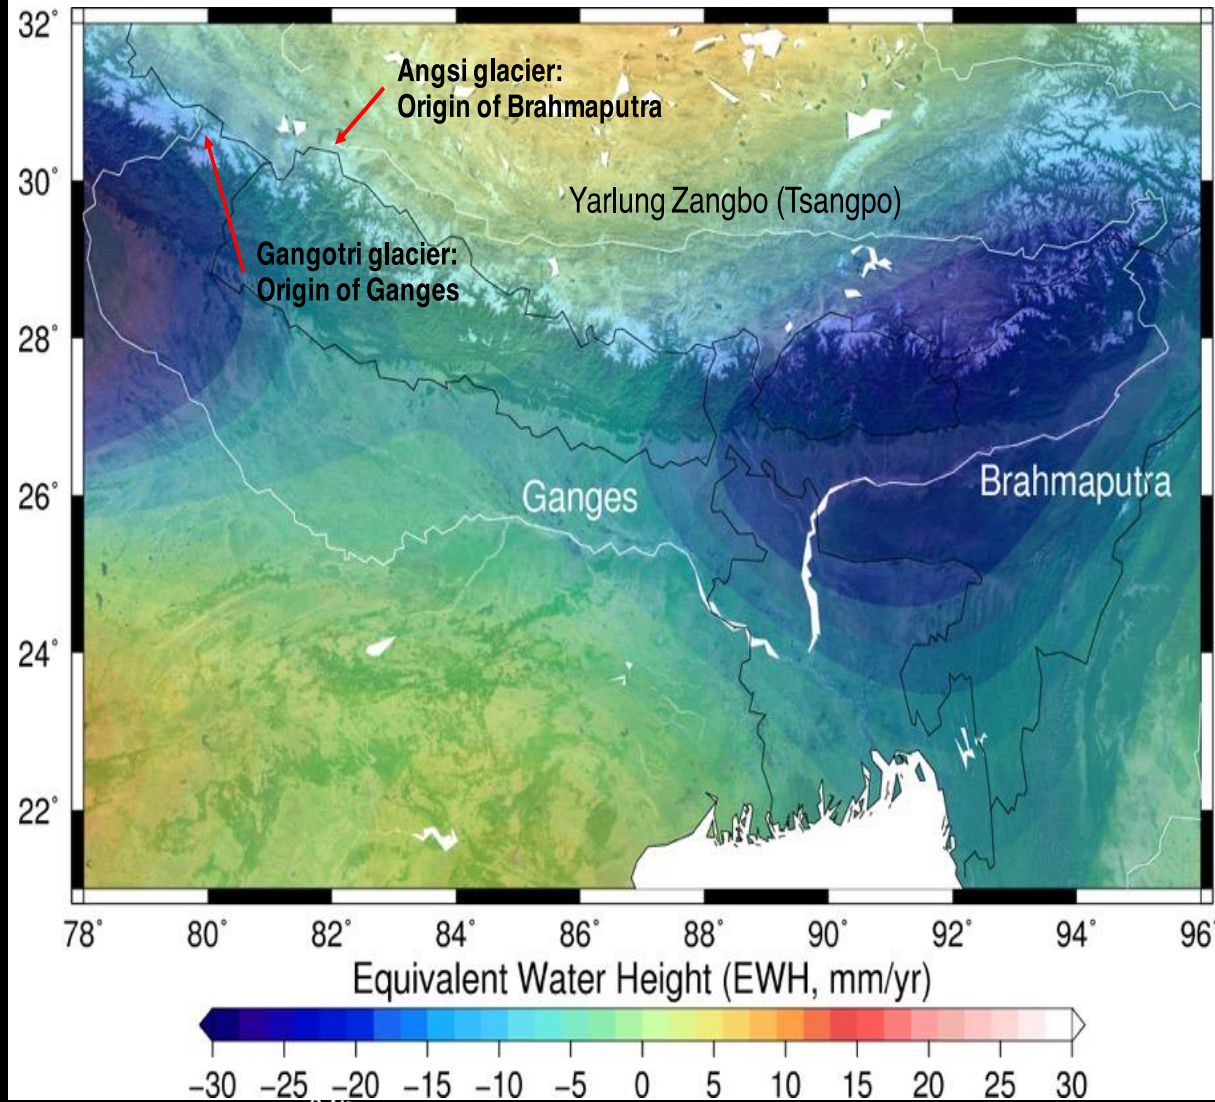 32°
Angsi glacier:
Origin of Brahmaputra
30°
Yarlung Zangbo (Tsangpo)
Gangotri glacier:
Origin of Ganges
28°
26°
Ganges
Brahmaputra
24°
22°
78° 80° 82° 84° 86° 88° 90° 92° 94° 96°
Equivalent Water Height (EWH, mm/yr)
−30 −25 −20 −15 −10 −5 0 5 10 15 20 25 30